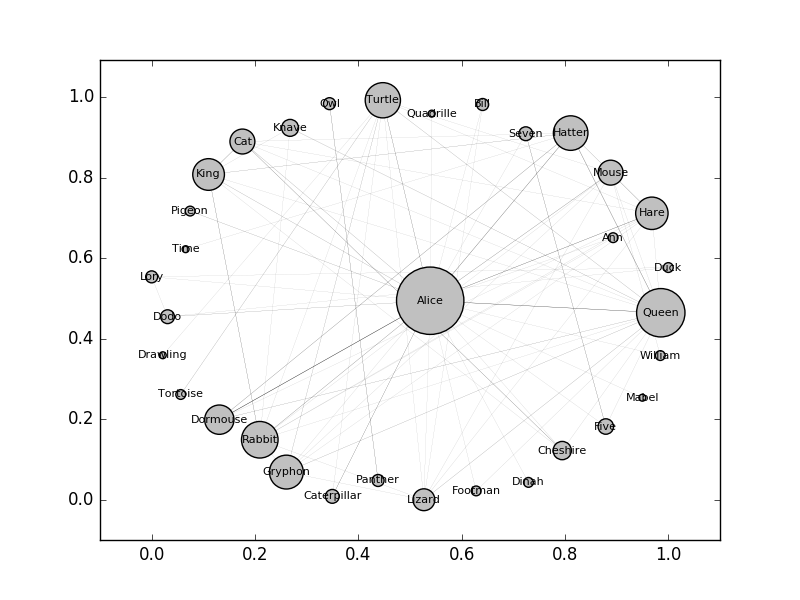 1.0
Owl
Turtle
Quadrille
Bill
Knave
Seven
Hatter
Cat
0.8
King
Mouse
Pigeon
Hare
Ann
0.6
Time
Duck
Lory
Alice
Queen
0.4
Dodo
Drawling
William
Tortoise
Mabel
0.2
Dormouse
Five
Rabbit
Cheshire
Gryphon
Panther
Dinah
0.0
Caterpillar
Lizard
Footman
0.0 0.2 0.4 0.6 0.8 1.0